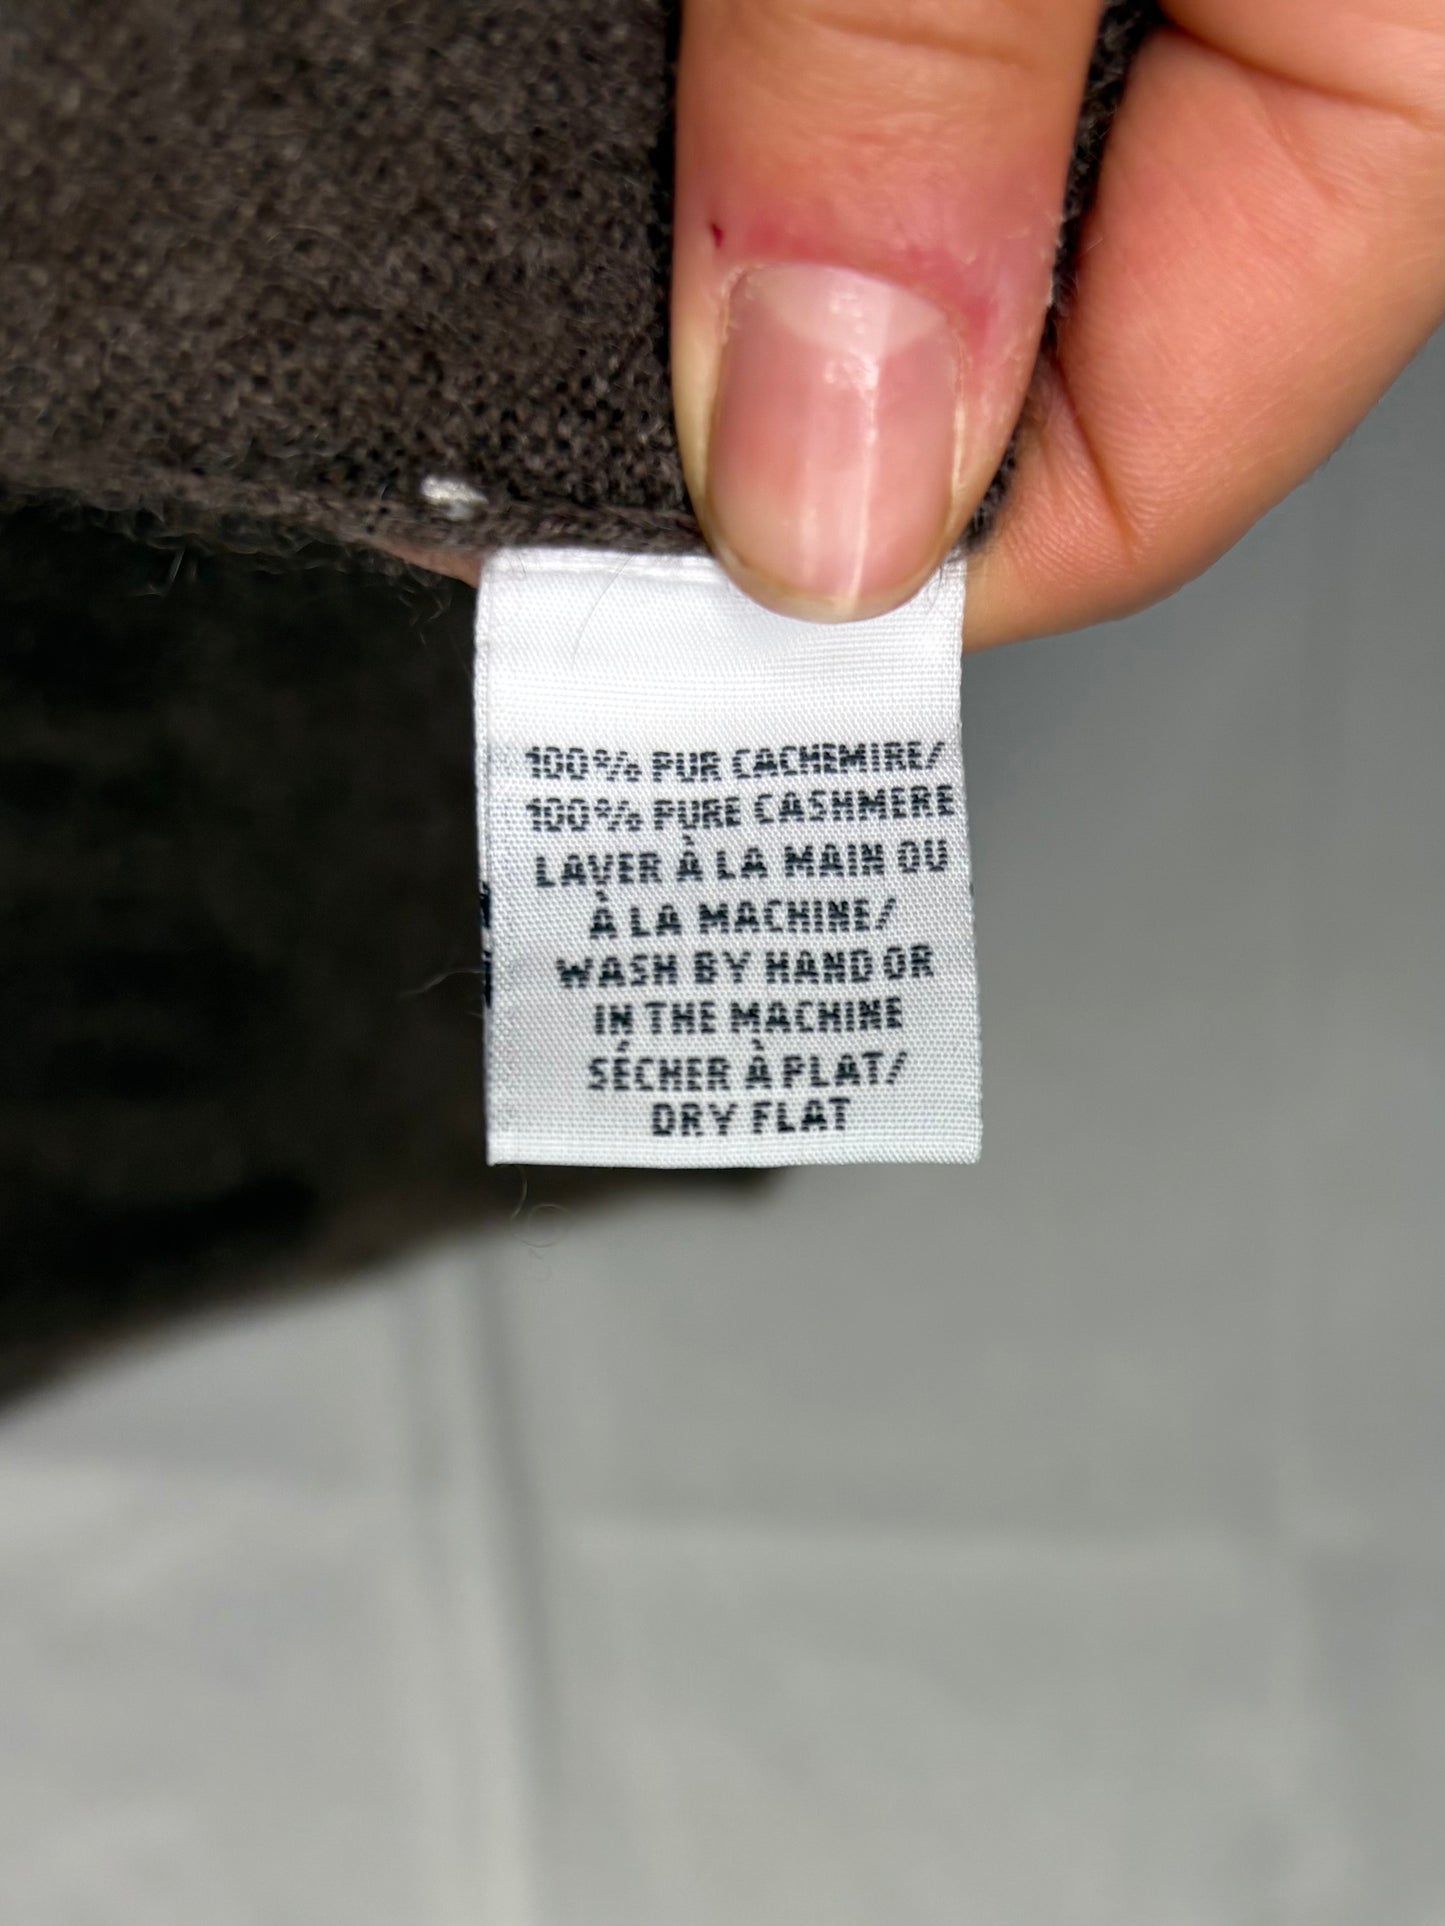 100% PUR CACHEMIRE/
100% PURE CASHMERE
LAVER À LA MAIN OU
À LA MACHINE/
WASH BY HAND OR
IN THE MACHINE
SÉCHER À PLAT/
DRY FLAT